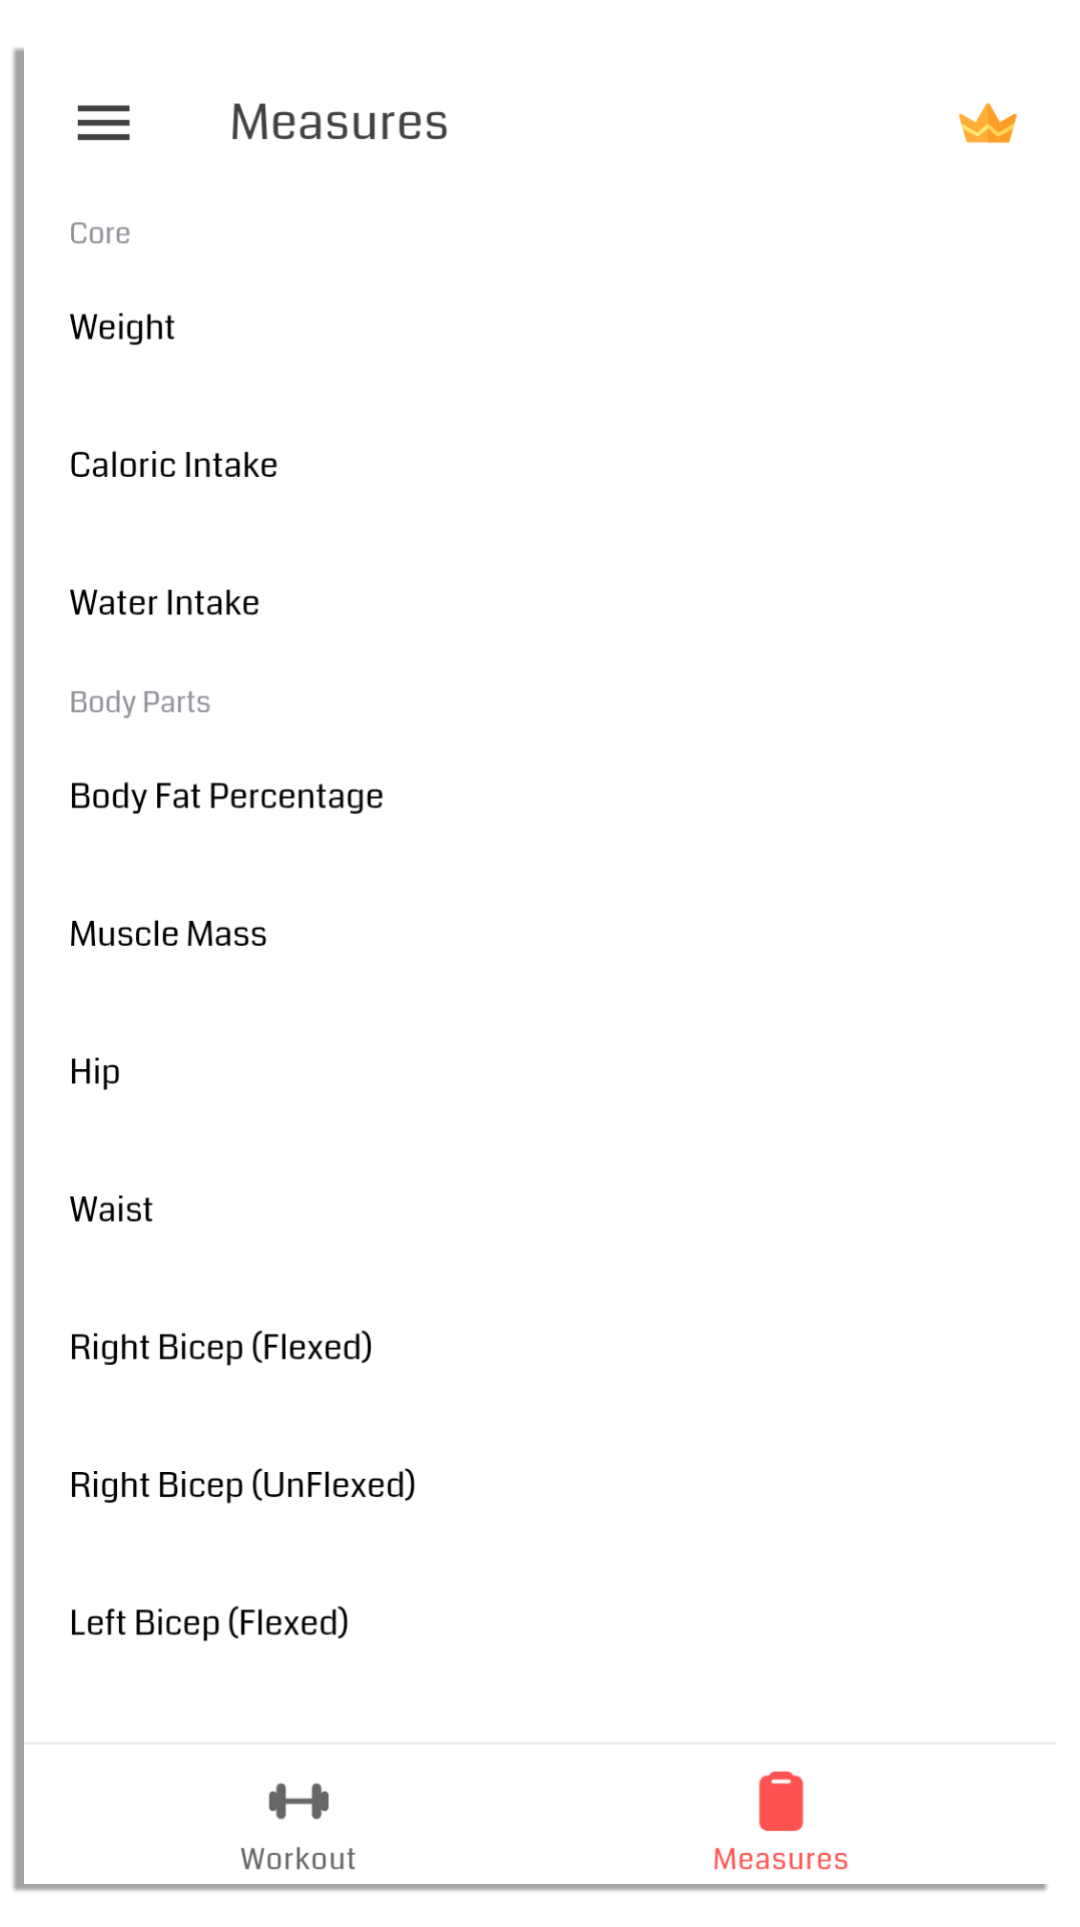 Measures
Core
Weight
Caloric Intake
Water Intake
Body Parts
Body Fat Percentage
Muscle Mass
Hip
Waist
Right Bicep (Flexed)
Right Bicep (UnFlexed)
Left Bicep (Flexed)
Workout
Measures